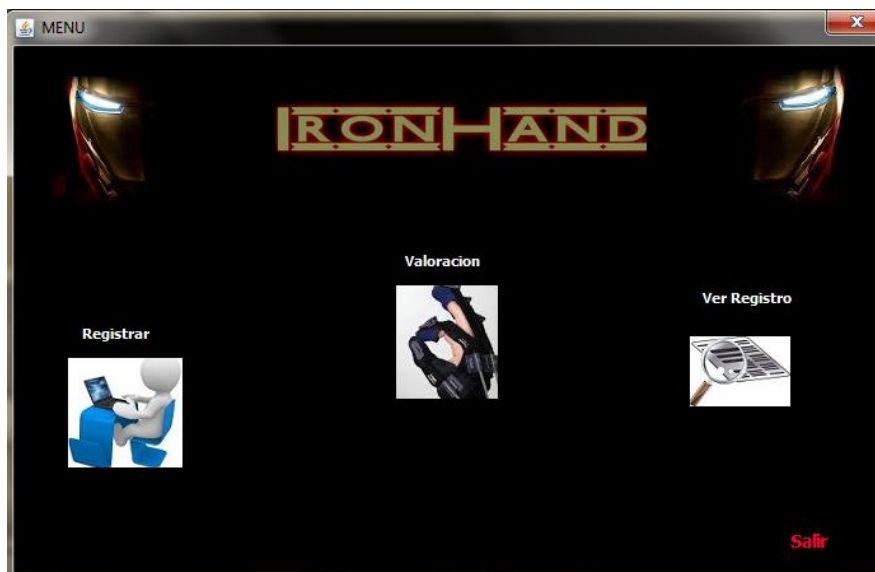 MENU
IRONHAND
Valoracion
Ver Registro
Registrar
Salir